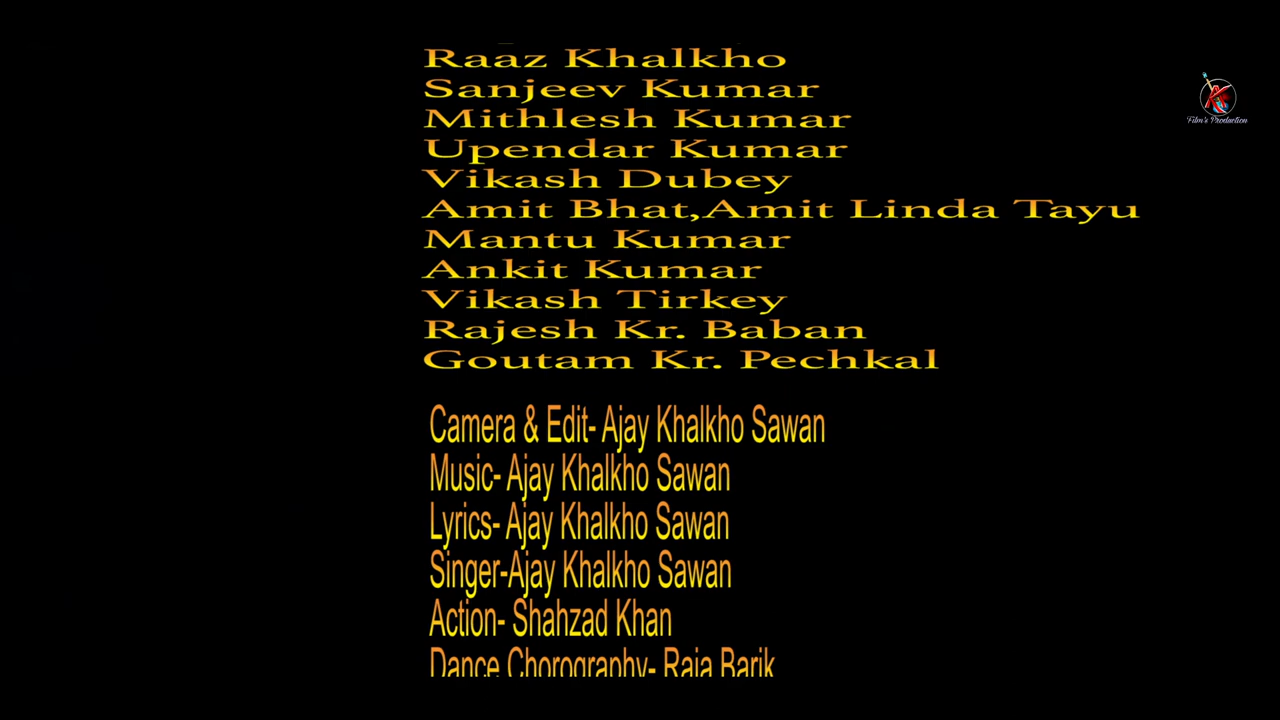 Raaz Khalkho
Sanjeev Kumar
Mithlesh Kumar
Upendar Kumar
Vikash Dubey
Amit Bhat,Amit Linda Tayu
Mantu Kumar
Ankit Kumar
Vikash Tirkey
Rajesh Kr. Baban
Goutam Kr. Pechkal
Camera & Edit- Ajay Khalkho Sawan
Music- Ajay Khalkho Sawan
Lyrics- Ajay Khalkho Sawan
Singer-Ajay Khalkho Sawan
Action- Shahzad Khan
Dance Chorography- Raja Barik
Film's Production